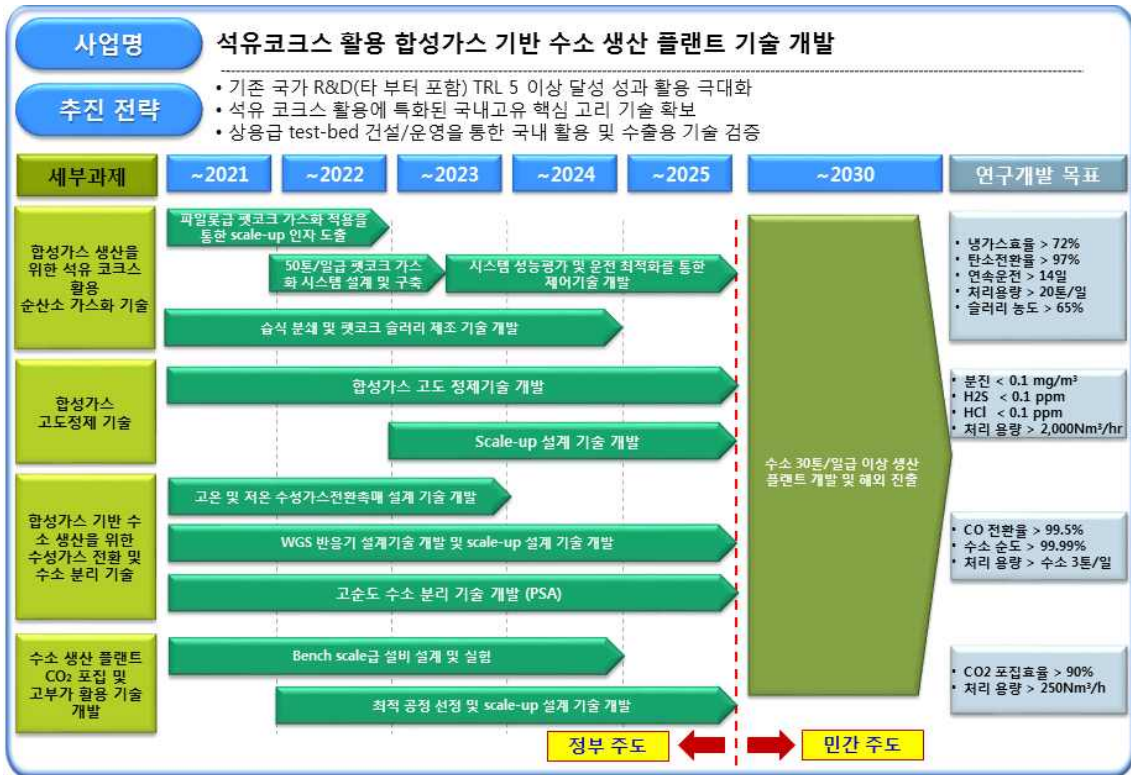 사업명
석유코크스 활용 합성가스 기반 수소 생산 플랜트 기술 개발
추진 전략
• 기존 국가 R&D(타 부터 포함) TRL 5 이상 달성 성과 활용 극대화
• 석유 코크스 활용에 특화된 국내고유 핵심 고리 기술 확보
• 상용급 test-bed 건설/운영을 통한 국내 활용 및 수출용 기술 검증
세부과제
~2021
~2022
~2023
~2024
~2025
~2030
연구개발 목표
합성가스 생산을
위한 석유 코크스
활용
순산소 가스화 기술
파일롯급 펫코크 가스화 적용을
통한 scale-up 인자 도출
50톤/일급 펫코크 가스
화 시스템 설계 및 구축
시스템 성능평가 및 운전 최적화를 통한
제어기술 개발
습식 분쇄 및 펫코크 슬러리 제조 기술 개발
• 냉가스효율 > 72%
• 탄소전환율 > 97%
• 연속운전 > 14일
• 처리용량 > 20톤/일
• 슬러리 농도 > 65%
합성가스
고도정제 기술
합성가스 고도 정제기술 개발
Scale-up 설계 기술 개발
• 분진 < 0.1 mg/m³
• H2S < 0.1 ppm
• HCl < 0.1 ppm
• 처리 용량 > 2,000Nm³/hr
수소 30톤/일급 이상 생산
플랜트 개발 및 해외 진출
합성가스 기반 수
소 생산을 위한
수성가스 전환 및
수소 분리 기술
고온 및 저온 수성가스전환촉매 설계 기술 개발
WGS 반응기 설계기술 개발 및 scale-up 설계 기술 개발
고순도 수소 분리 기술 개발 (PSA)
• CO 전환율 > 99.5%
• 수소 순도 > 99.99%
• 처리 용량 > 수소 3톤/일
수소 생산 플랜트
CO₂ 포집 및
고부가 활용 기술
개발
Bench scale급 설비 설계 및 실험
최적 공정 선정 및 scale-up 설계 기술 개발
• CO2 포집효율 > 90%
• 처리 용량 > 250Nm³/h
정부 주도
민간 주도